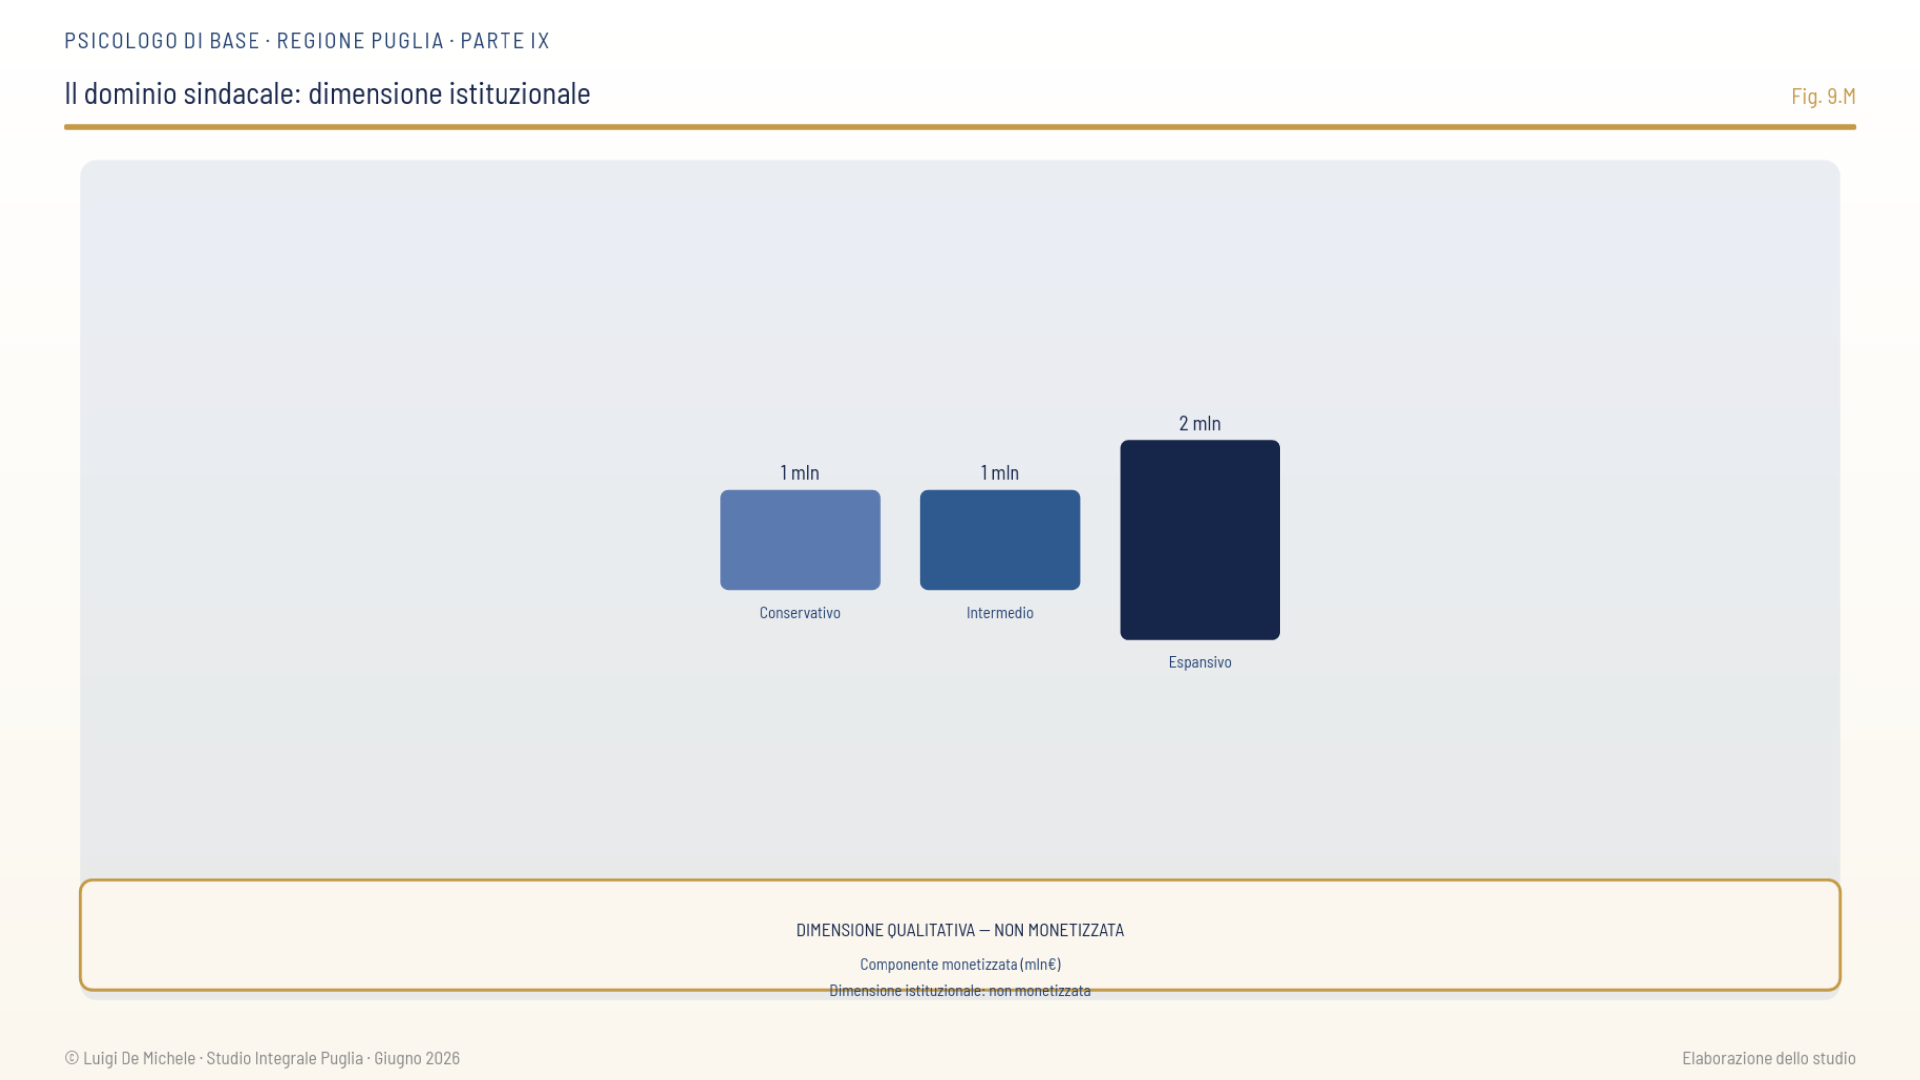 PSICOLOGO DI BASE · REGIONE PUGLIA · PARTE IX
Il dominio sindacale: dimensione istituzionale
Fig. 9.M
2 mln
1 mln
1 mln
Conservativo
Intermedio
Espansivo
DIMENSIONE QUALITATIVA — NON MONETIZZATA
Componente monetizzata (mln€)
Dimensione istituzionale: non monetizzata
© Luigi De Michele · Studio Integrale Puglia · Giugno 2026
Elaborazione dello studio